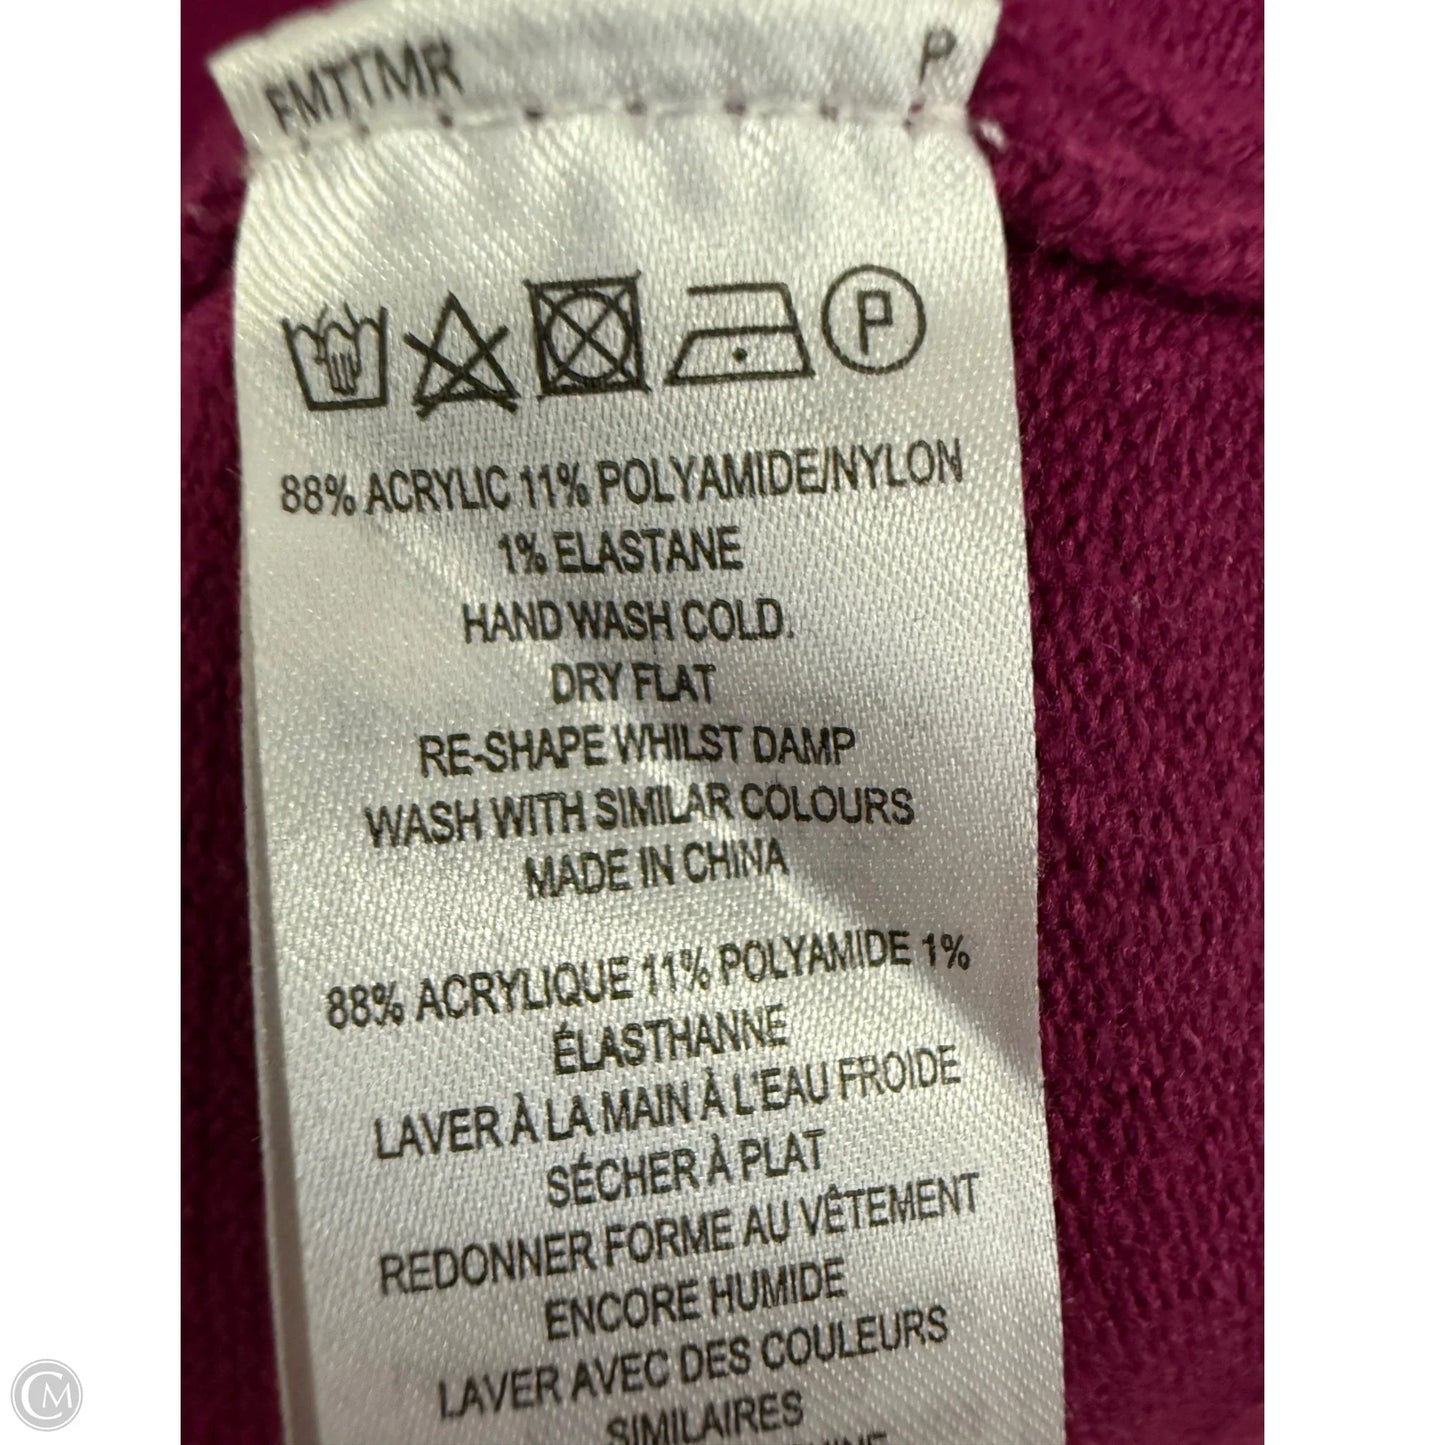 P
P
88% ACRYLIC 11% POLYAMIDE/NYLON
1% ELASTANE
HAND WASH COLD.
DRY FLAT
RE-SHAPE WHILST DAMP
WASH WITH SIMILAR COLOURS
MADE IN CHINA
88% ACRYLIQUE 11% POLYAMIDE 1%
ÉLASTHANNE
LAVER À LA MAIN À L'EAU FROIDE
SÉCHER À PLAT
REDONNER FORME AU VÊTEMENT
ENCORE HUMIDE
LAVER AVEC DES COULEURS
SIMILAIRES
CM